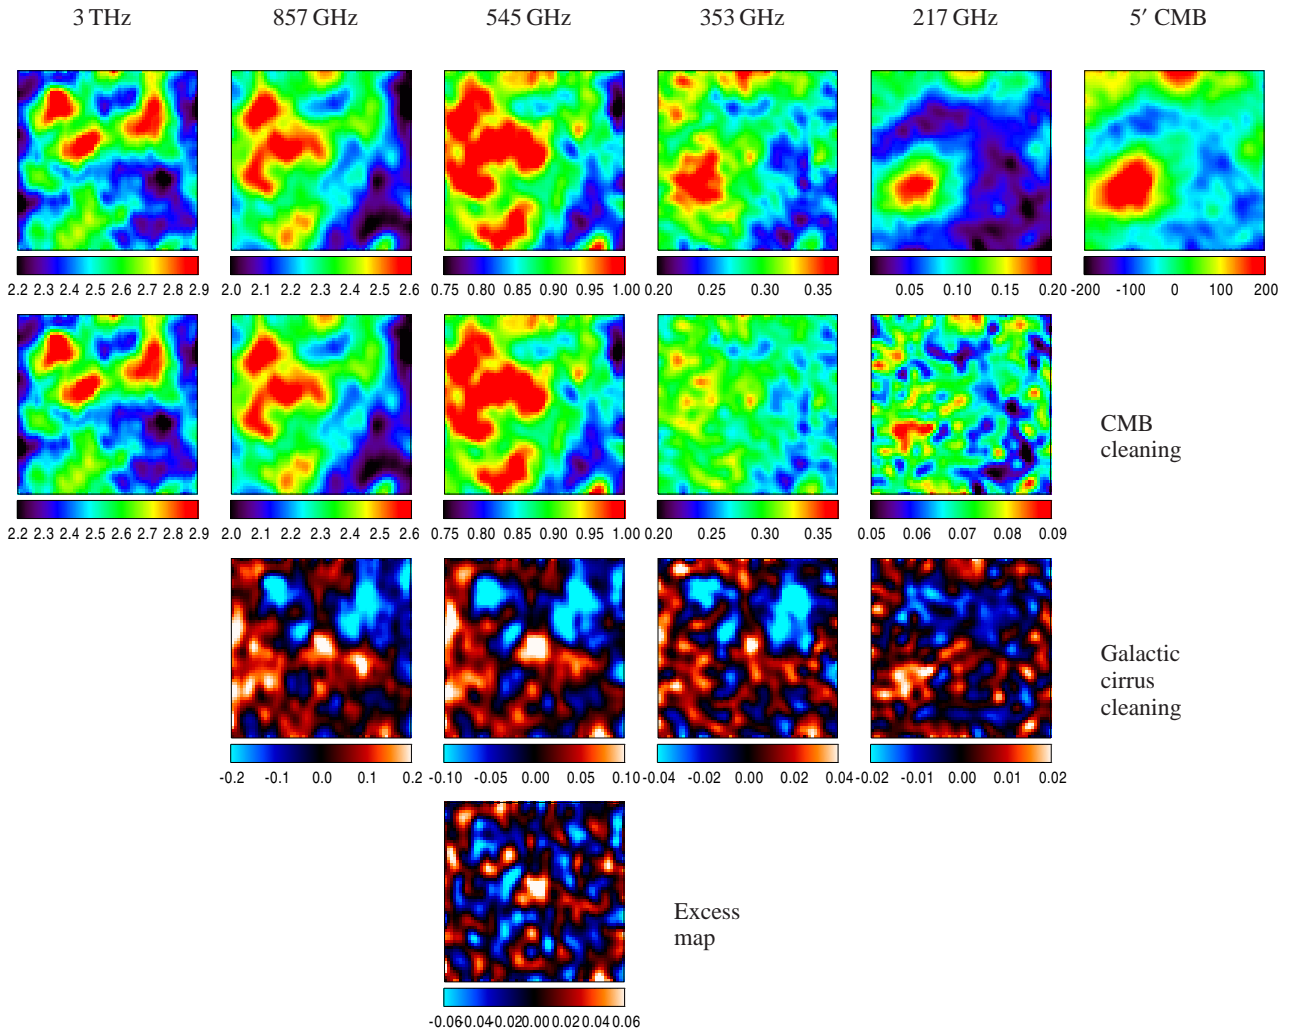 3 THz 857 GHz 545 GHz 353 GHz 217 GHz 5′ CMB
2.2 2.3 2.4 2.5 2.6 2.7 2.8 2.9 2.0 2.1 2.2 2.3 2.4 2.5 2.6 0.75 0.80 0.85 0.90 0.95 1.00 0.20 0.25 0.30 0.35 0.05 0.10 0.15 0.20 -200 -100 0 100 200
CMB
cleaning
2.2 2.3 2.4 2.5 2.6 2.7 2.8 2.9 2.0 2.1 2.2 2.3 2.4 2.5 2.6 0.75 0.80 0.85 0.90 0.95 1.00 0.20 0.25 0.30 0.35 0.05 0.06 0.07 0.08 0.09
Galactic
cirrus
cleaning
-0.2 -0.1 0.0 0.1 0.2 -0.10 -0.05 0.00 0.05 0.10 -0.04 -0.02 0.00 0.02 0.04 -0.02 -0.01 0.00 0.01 0.02
Excess
map
-0.06 -0.04 -0.02 0.00 0.02 0.04 0.06